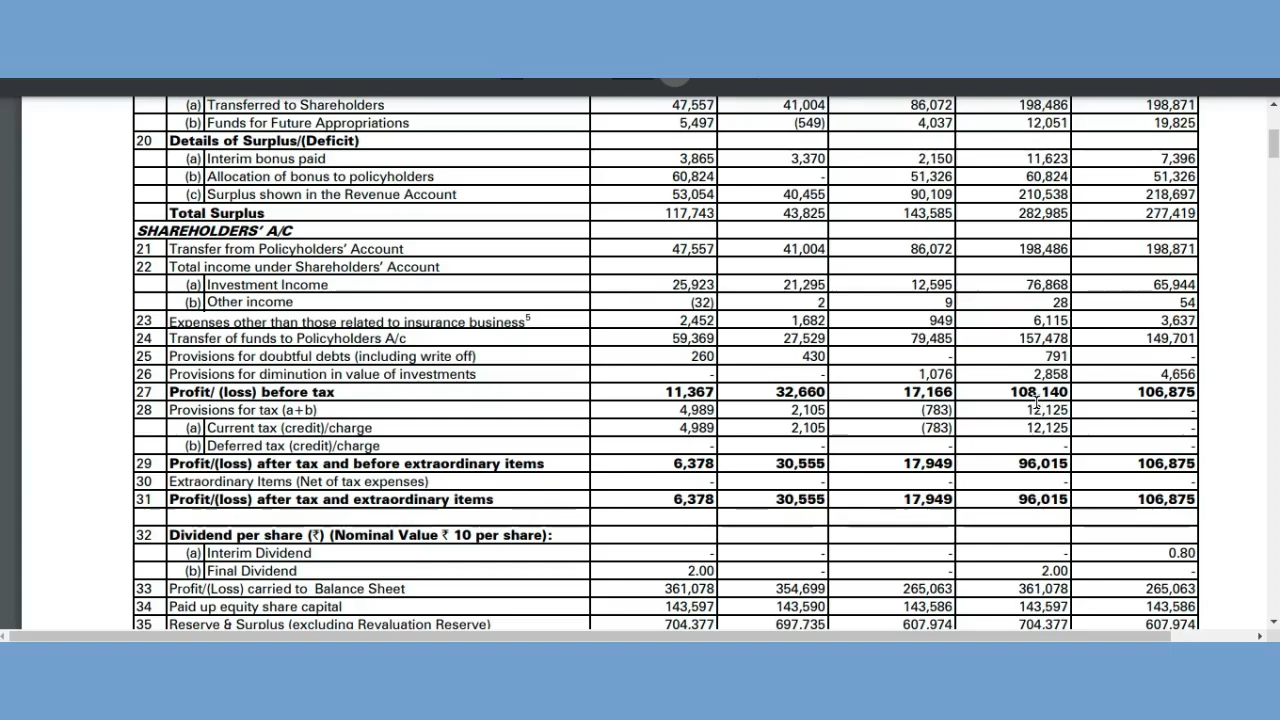 (a) Transferred to Shareholders 47,557 41,004 86,072 198,486 198,871
(b) Funds for Future Appropriations 5,497 (549) 4,037 12,051 19,825
20 Details of Surplus/(Deficit)
(a) Interim bonus paid 3,865 3,370 2,150 11,623 7,396
(b) Allocation of bonus to policyholders 60,824 - 51,326 60,824 51,326
(c) Surplus shown in the Revenue Account 53,054 40,455 90,109 210,538 218,697
Total Surplus 117,743 43,825 143,585 282,985 277,419
SHAREHOLDERS' A/C
21 Transfer from Policyholders' Account 47,557 41,004 86,072 198,486 198,871
22 Total income under Shareholders' Account
(a) Investment Income 25,923 21,295 12,595 76,868 65,944
(b) Other income (32) 2 9 28 54
23 Expenses other than those related to insurance business5 2,452 1,682 949 6,115 3,637
24 Transfer of funds to Policyholders A/c 59,369 27,529 79,485 157,478 149,701
25 Provisions for doubtful debts (including write off) 260 430 - 791 -
26 Provisions for diminution in value of investments - - 1,076 2,858 4,656
27 Profit/ (loss) before tax 11,367 32,660 17,166 108,140 106,875
28 Provisions for tax (a+b) 4,989 2,105 (783) 12,125 -
(a) Current tax (credit)/charge 4,989 2,105 (783) 12,125 -
(b) Deferred tax (credit)/charge - - - - -
29 Profit/(loss) after tax and before extraordinary items 6,378 30,555 17,949 96,015 106,875
30 Extraordinary Items (Net of tax expenses) - - - - -
31 Profit/(loss) after tax and extraordinary items 6,378 30,555 17,949 96,015 106,875
32 Dividend per share (₹) (Nominal Value ₹ 10 per share):
(a) Interim Dividend - - - - 0.80
(b) Final Dividend 2.00 - - 2.00 -
33 Profit/(Loss) carried to Balance Sheet 361,078 354,699 265,063 361,078 265,063
34 Paid up equity share capital 143,597 143,590 143,586 143,597 143,586
35 Reserve & Surplus (excluding Revaluation Reserve) 704,377 697,735 607,974 704,377 607,974